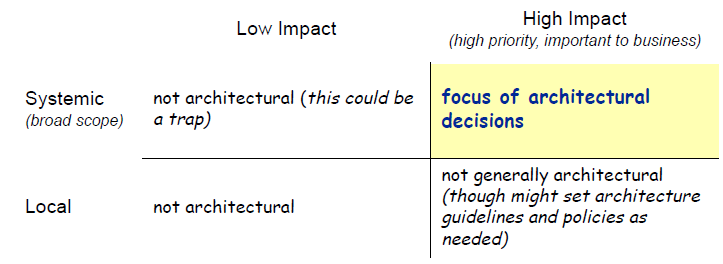 Low Impact
High Impact
(high priority, important to business)
Systemic
(broad scope)
not architectural (this could be
a trap)
focus of architectural
decisions
Local
not architectural
not generally architectural
(though might set architecture
guidelines and policies as
needed)